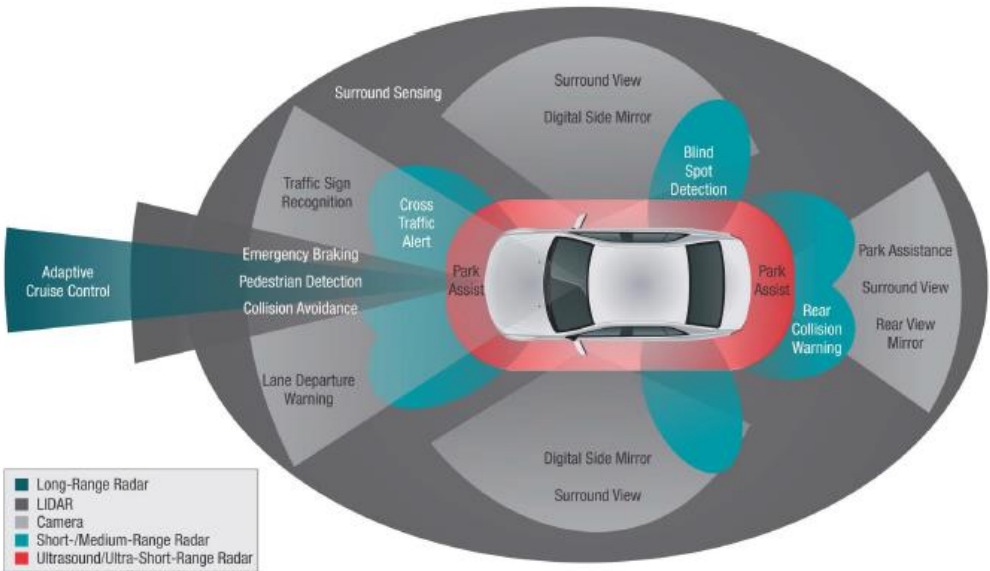 Surround Sensing
Surround View
Digital Side Mirror
Blind
Spot
Detection
Traffic Sign
Recognition
Cross
Traffic
Alert
Emergency Braking
Pedestrian Detection
Collision Avoidance
Adaptive
Cruise Control
Park
Assist
Park
Assist
Park Assistance
Surround View
Rear View
Mirror
Rear
Collision
Warning
Lane Departure
Warning
Digital Side Mirror
Surround View
Long-Range Radar
LIDAR
Camera
Short-/Medium-Range Radar
Ultrasound/Ultra-Short-Range Radar